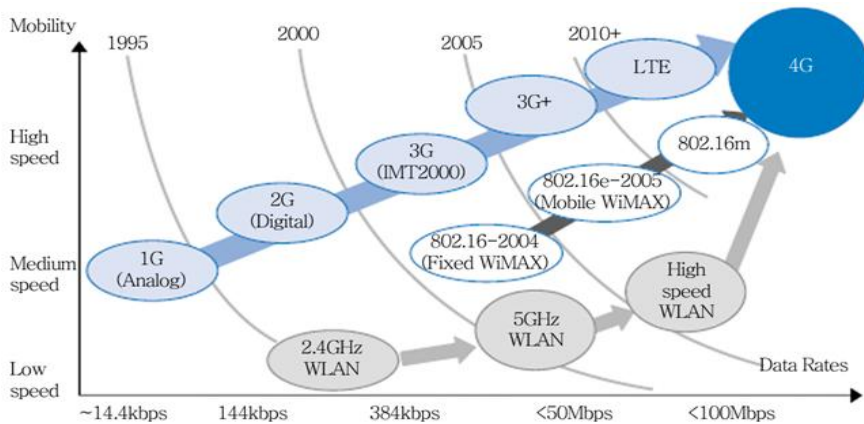 Mobility
1995
2000
2005
2010+
LTE
4G
3G+
High
speed
3G
(IMT2000)
802.16m
2G
(Digital)
802.16e-2005
(Mobile WiMAX)
1G
(Analog)
802.16-2004
(Fixed WiMAX)
Medium
speed
High
speed
WLAN
5GHz
WLAN
2.4GHz
WLAN
Low
speed
Data Rates
~14.4kbps
144kbps
384kbps
<50Mbps
<100Mbps